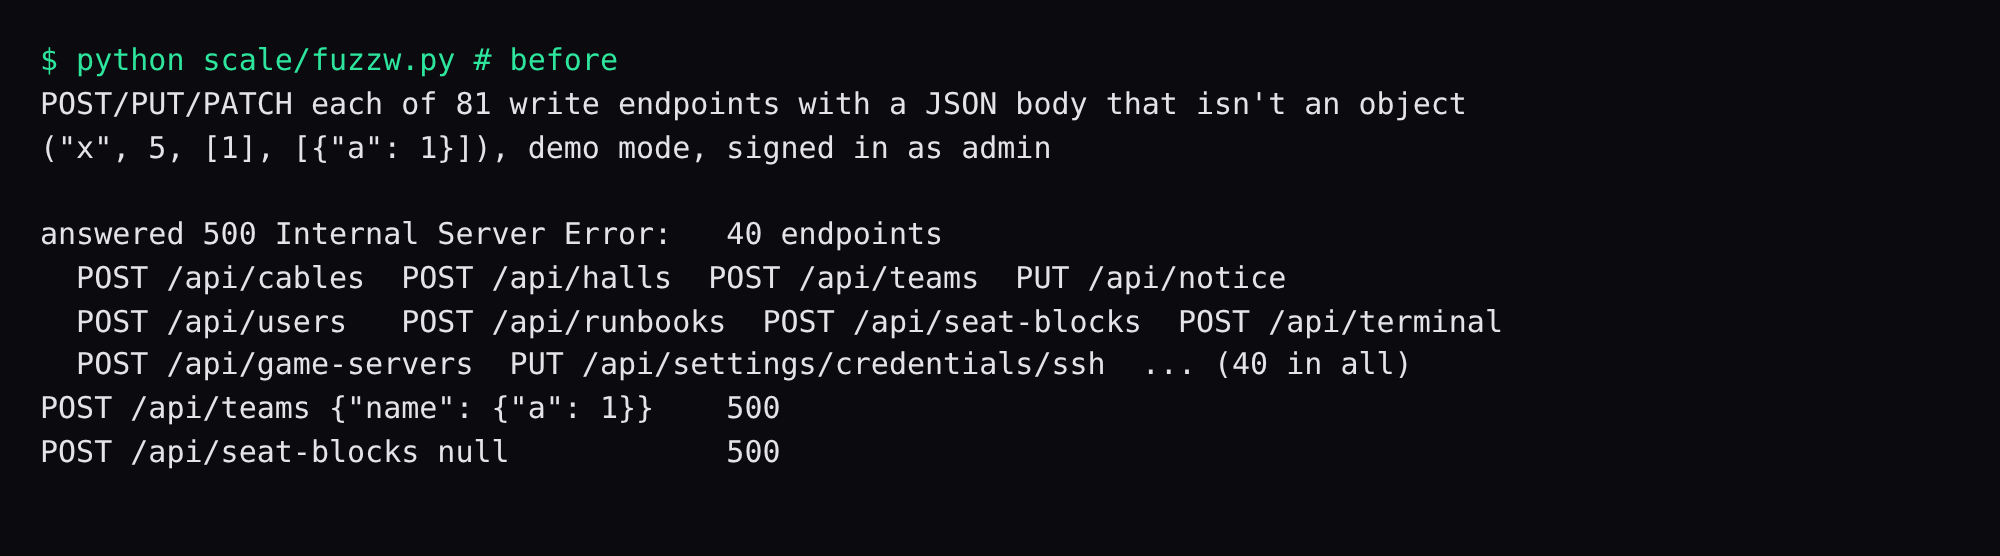 $ python scale/fuzzw.py # before
POST/PUT/PATCH each of 81 write endpoints with a JSON body that isn't an object
("x", 5, [1], [{"a": 1}]), demo mode, signed in as admin
answered 500 Internal Server Error:   40 endpoints
  POST /api/cables  POST /api/halls  POST /api/teams  PUT /api/notice
  POST /api/users   POST /api/runbooks  POST /api/seat-blocks  POST /api/terminal
  POST /api/game-servers  PUT /api/settings/credentials/ssh  ... (40 in all)
POST /api/teams {"name": {"a": 1}}    500
POST /api/seat-blocks null            500